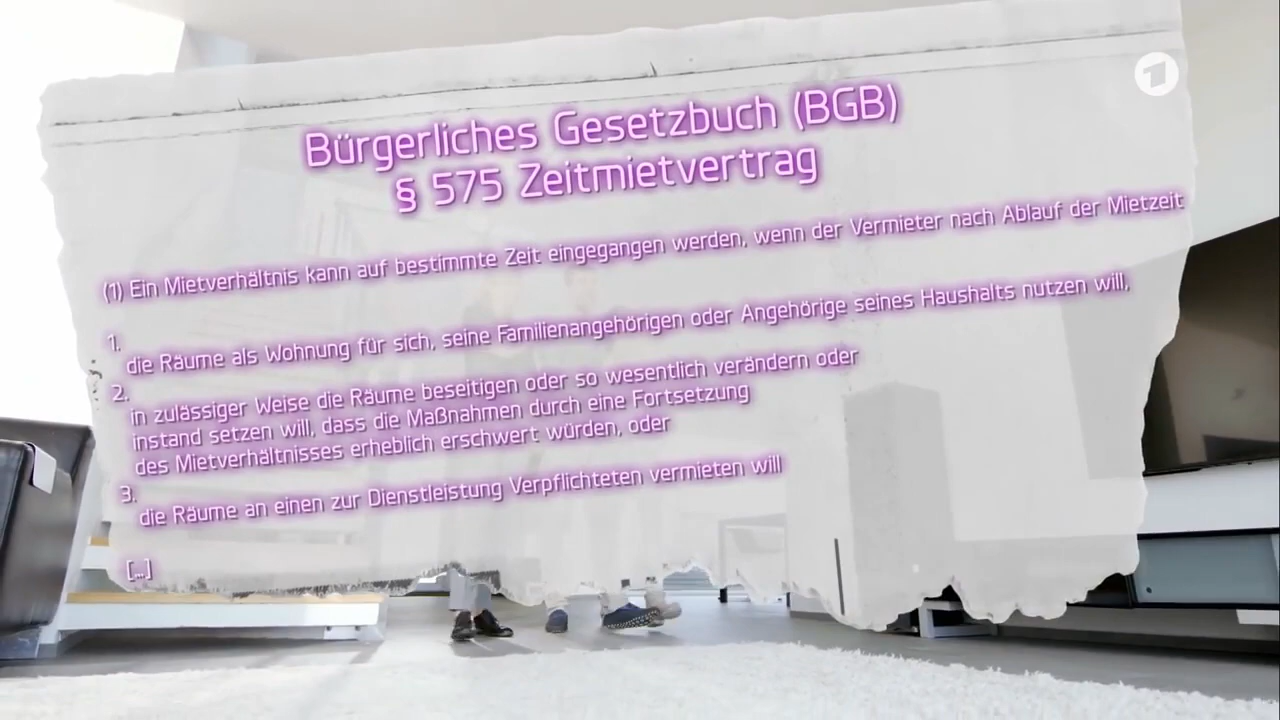 Bürgerliches Gesetzbuch (BGB)
§ 575 Zeitmietvertrag
(1) Ein Mietverhältnis kann auf bestimmte Zeit eingegangen werden, wenn der Vermieter nach Ablauf der Mietzeit
1.
die Räume als Wohnung für sich, seine Familienangehörigen oder Angehörige seines Haushalts nutzen will,
2.
in zulässiger Weise die Räume beseitigen oder so wesentlich verändern oder
instand setzen will, dass die Maßnahmen durch eine Fortsetzung
des Mietverhältnisses erheblich erschwert würden, oder
3.
die Räume an einen zur Dienstleistung Verpflichteten vermieten will
[...]
1